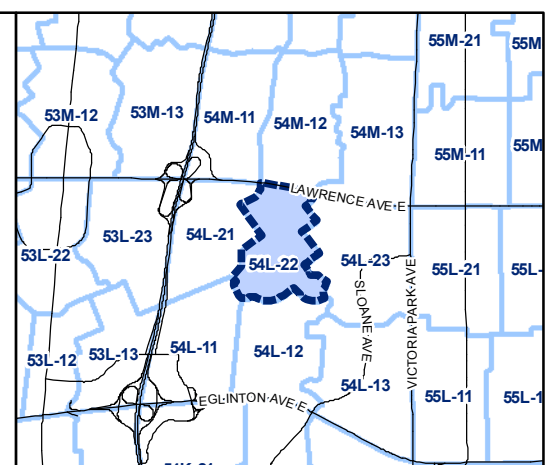 55M-21
55M
53M-12
53M-13
54M-11
54M-12
54M-13
55M-11
55M
LAWRENCE AVE E
53L-22
53L-23
54L-21
54L-22
54L-23
55L-21
55L-
SLOANE AVE
VICTORIA PARK AVE
53L-12
53L-13
54L-11
54L-12
54L-13
55L-11
55L-1
EGLINTON AVE E